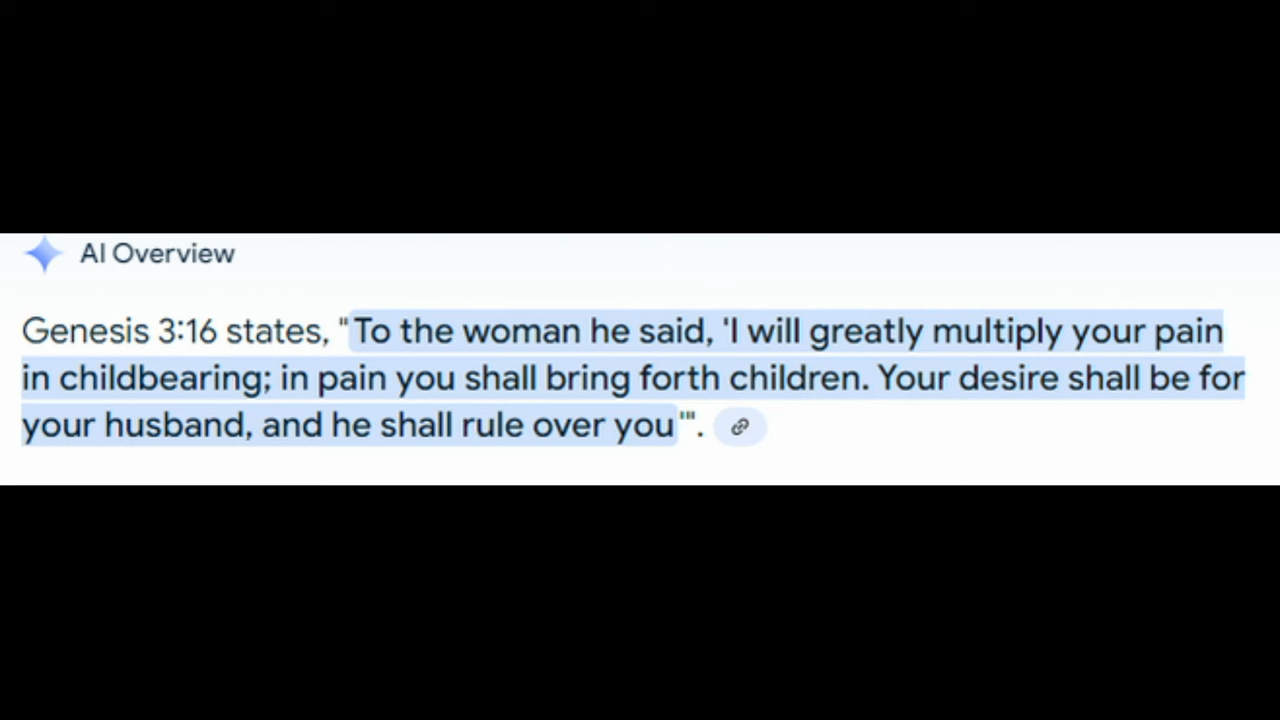 AI Overview
Genesis 3:16 states, "To the woman he said, 'I will greatly multiply your pain
in childbearing; in pain you shall bring forth children. Your desire shall be for
your husband, and he shall rule over you'".